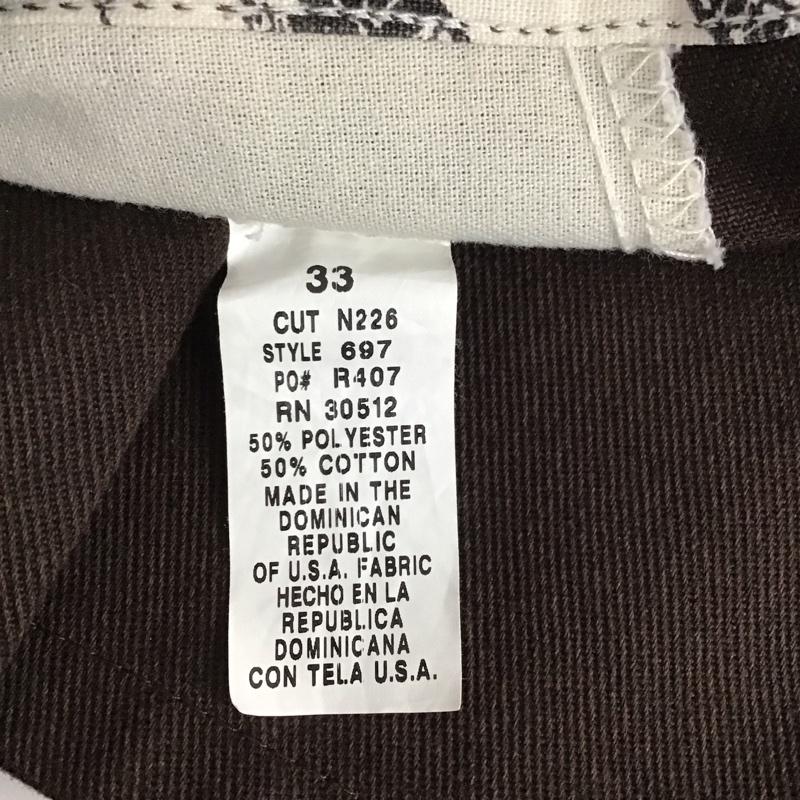 33
CUT N226
STYLE 697
PO# R407
RN 30512
50% POLYESTER
50% COTTON
MADE IN THE
DOMINICAN
REPUBLIC
OF U.S.A. FABRIC
HECHO EN LA
REPUBLICA
DOMINICANA
CON TELA U.S.A.